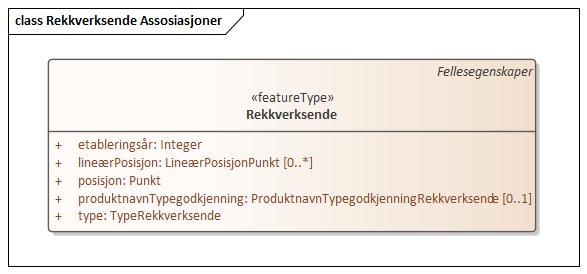 class Rekkverksende Assosiasjoner
Fellesegenskaper
«featureType»
Rekkverksende
+ etableringsår: Integer
+ lineærPosisjon: LineærPosisjonPunkt [0..*]
+ posisjon: Punkt
+ produktnavnTypegodkjenning: ProduktnavnTypegodkjenningRekkverksende [0..1]
+ type: TypeRekkverksende